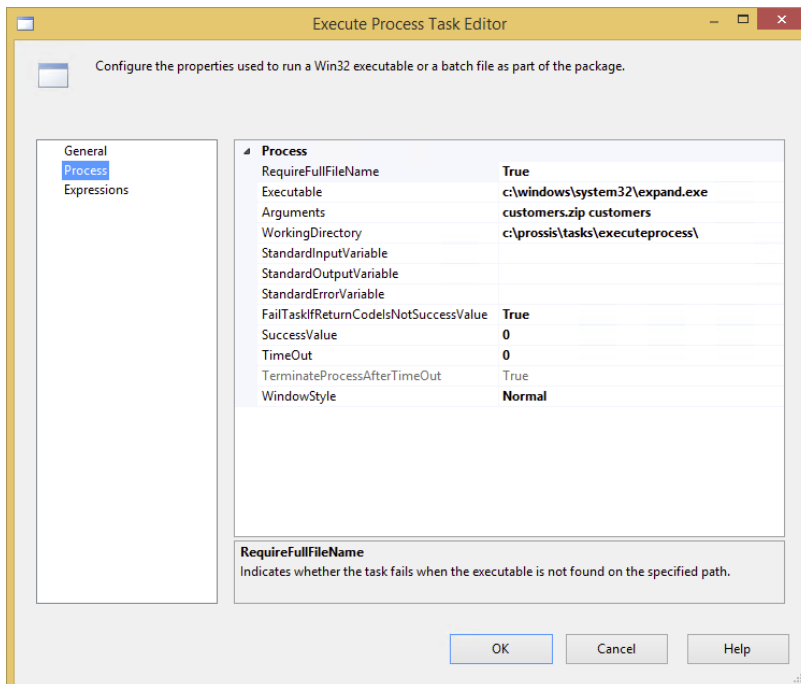 Execute Process Task Editor
Configure the properties used to run a Win32 executable or a batch file as part of the package.
General
Process
Expressions
Process
RequireFullFileName True
Executable c:\windows\system32\expand.exe
Arguments customers.zip customers
WorkingDirectory c:\prossis\tasks\executeprocess\
StandardInputVariable
StandardOutputVariable
StandardErrorVariable
FailTaskIfReturnCodeIsNotSuccessValue True
SuccessValue 0
TimeOut 0
TerminateProcessAfterTimeOut True
WindowStyle Normal
RequireFullFileName
Indicates whether the task fails when the executable is not found on the specified path.
OK Cancel Help